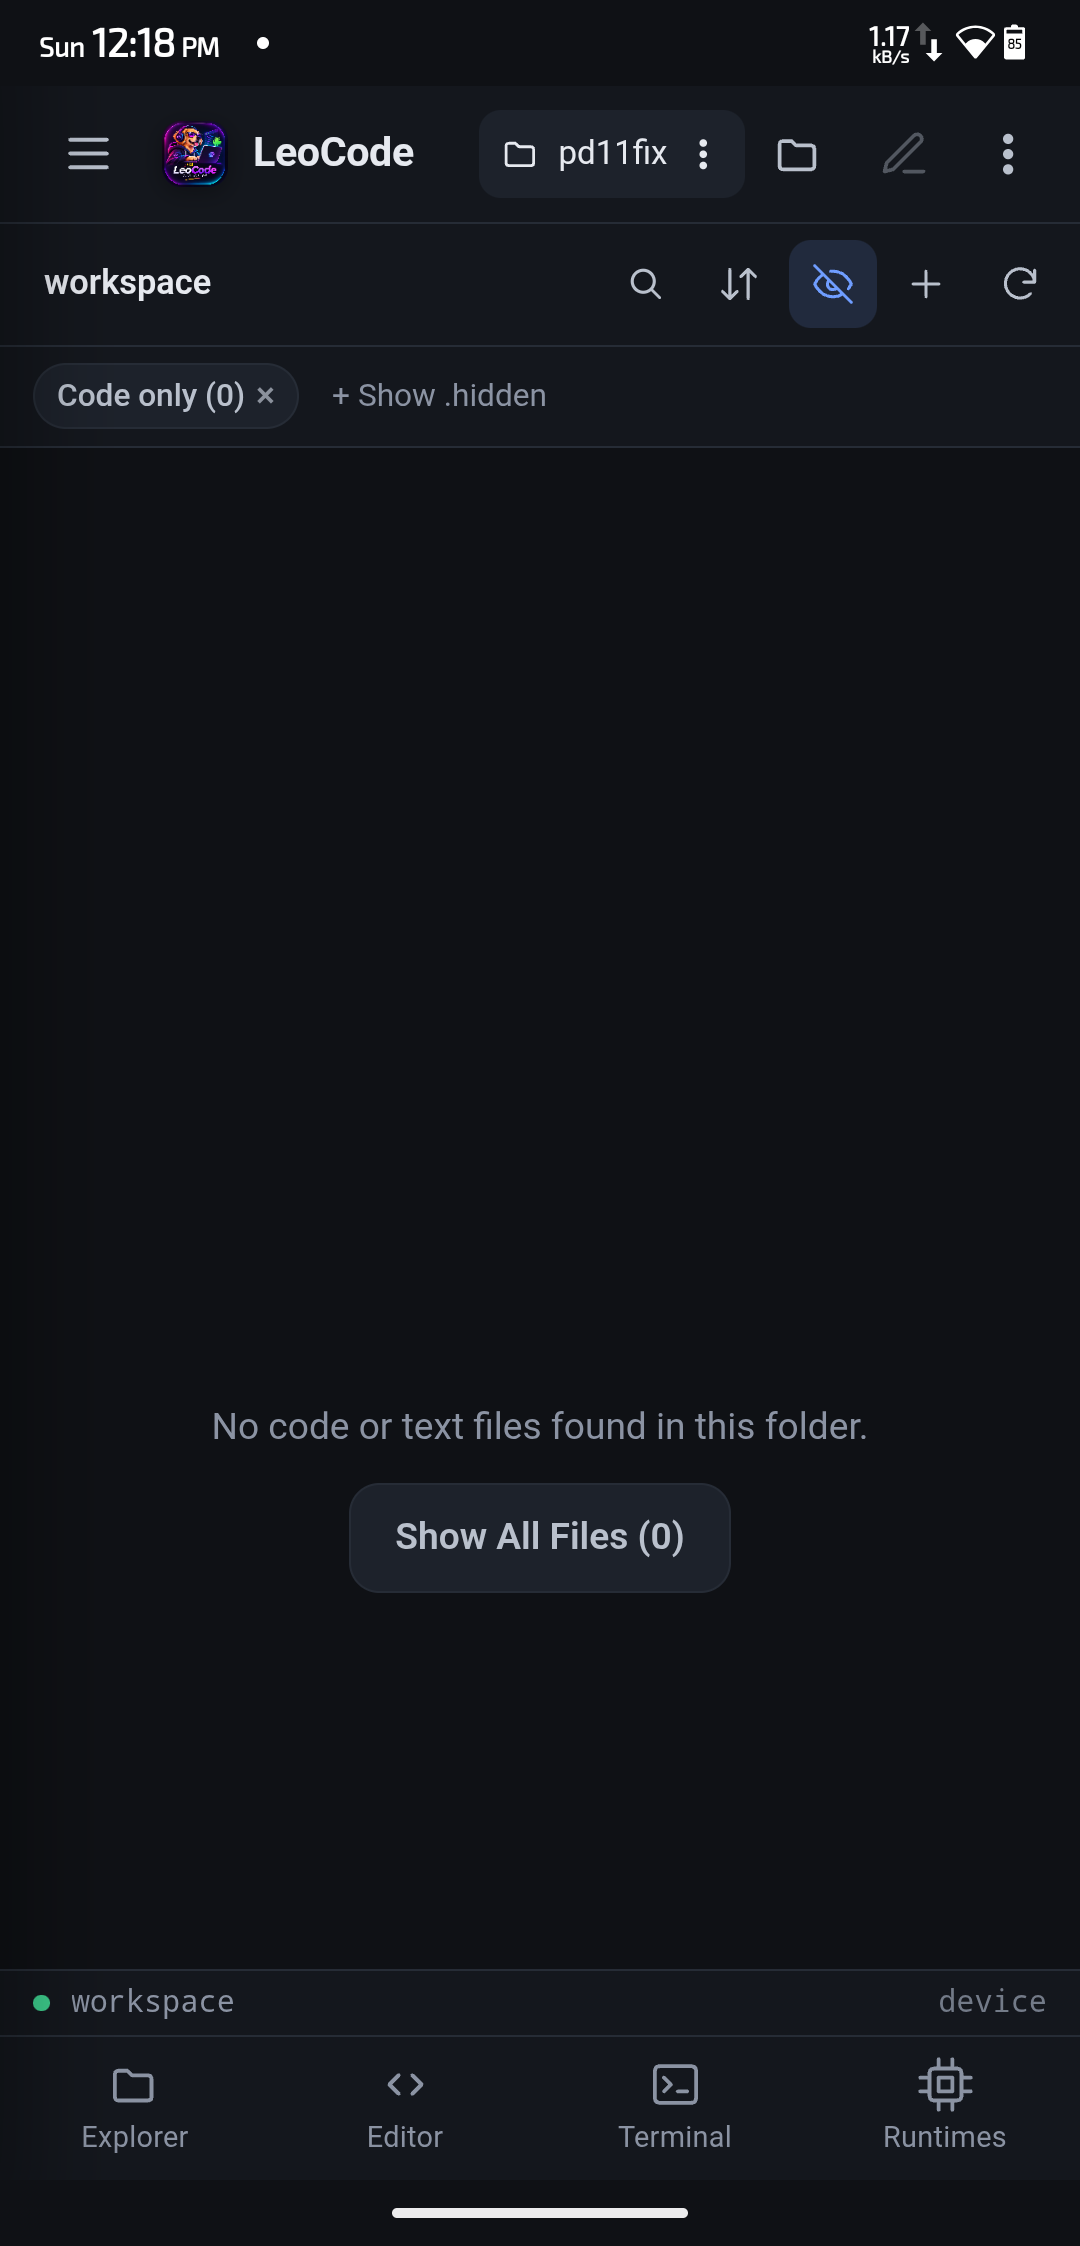 Sun 12:18 PM
1.17
kB/s
85
LeoCode
LeoCode
pd11fix
workspace
Code only (0) ×
+ Show .hidden
No code or text files found in this folder.
Show All Files (0)
workspace
device
Explorer
Editor
Terminal
Runtimes